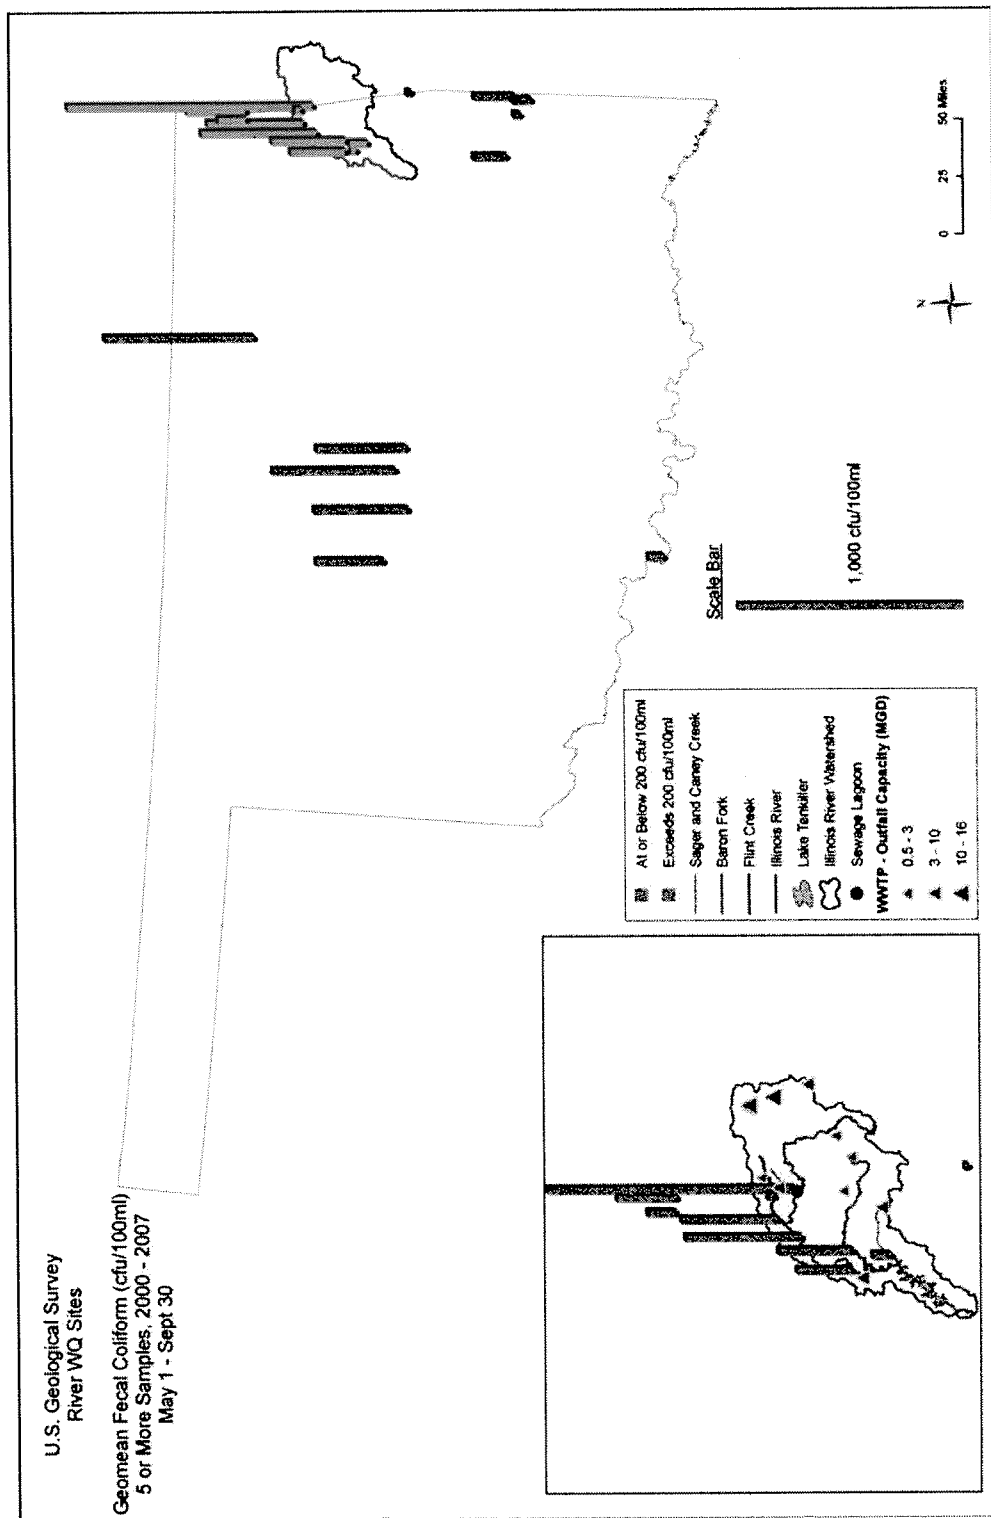 U.S. Geological Survey
River WQ Sites
Geomean Fecal Coliform (cfu/100ml)
5 or More Samples, 2000 - 2007
May 1 - Sept 30
At or Below 200 cfu/100ml
Exceeds 200 cfu/100ml
Sager and Caney Creek
Baron Fork
Flint Creek
Illinois River
Lake Tenkiller
Illinois River Watershed
Sewage Lagoon
WWTP - Outfall Capacity (MGD)
0.5 - 3
3 - 10
10 - 16
Scale Bar
1,000 cfu/100ml
N
0 25 50 Miles